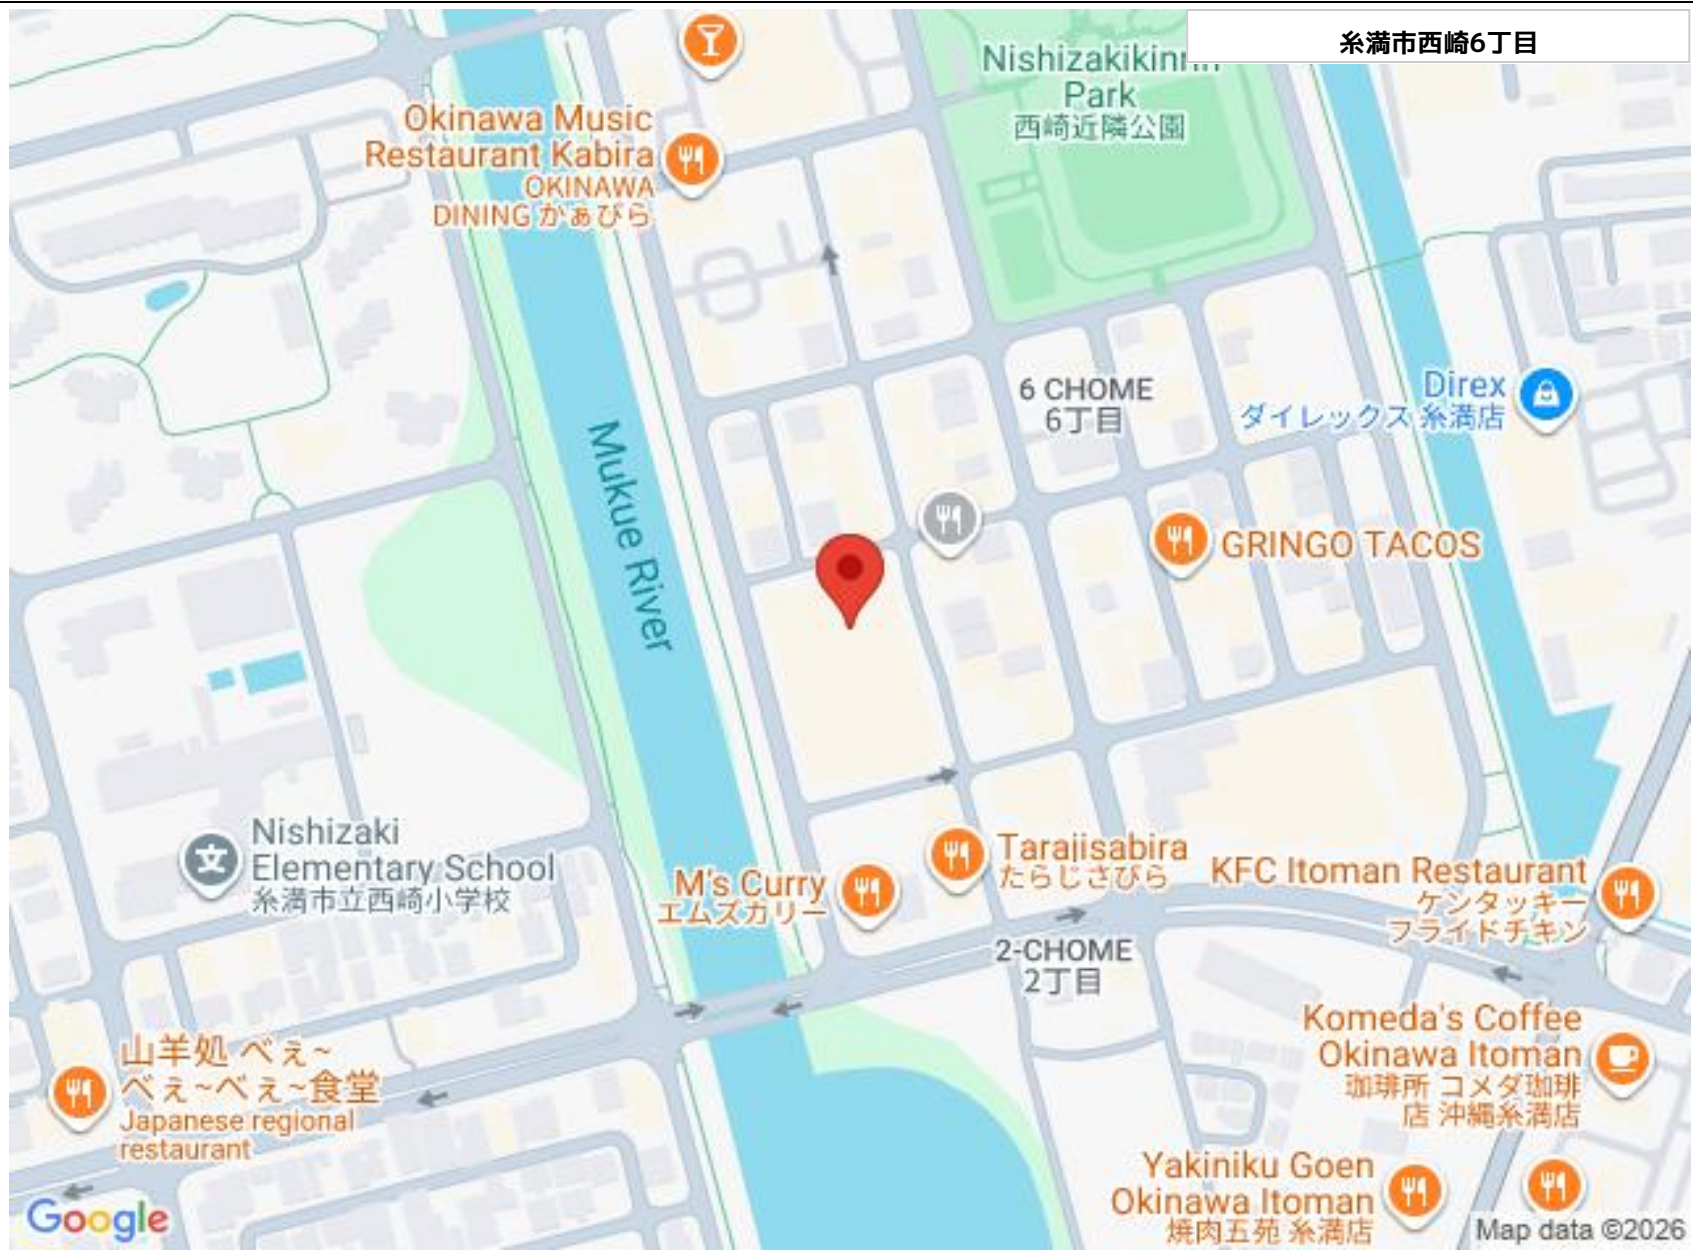 糸満市西崎6丁目
Park
西崎近隣公園
Okinawa Music
Restaurant Kabira
OKINAWA
DINING かぁびら
6 CHOME
6丁目
Direx
ダイレックス 糸満店
Mukue River
GRINGO TACOS
Nishizaki
Elementary School
糸満市立西崎小学校
M's Curry
エムズカリー
Tarajisabira
たらじさびら
KFC Itoman Restaurant
ケンタッキー
フライドチキン
2-CHOME
2丁目
山羊処 べぇ~
べぇ~べぇ~食堂
Japanese regional
restaurant
Komeda's Coffee
Okinawa Itoman
珈琲所 コメダ珈琲
店 沖縄糸満店
Yakiniku Goen
Okinawa Itoman
焼肉五苑 糸満店
Google
Map data ©2026